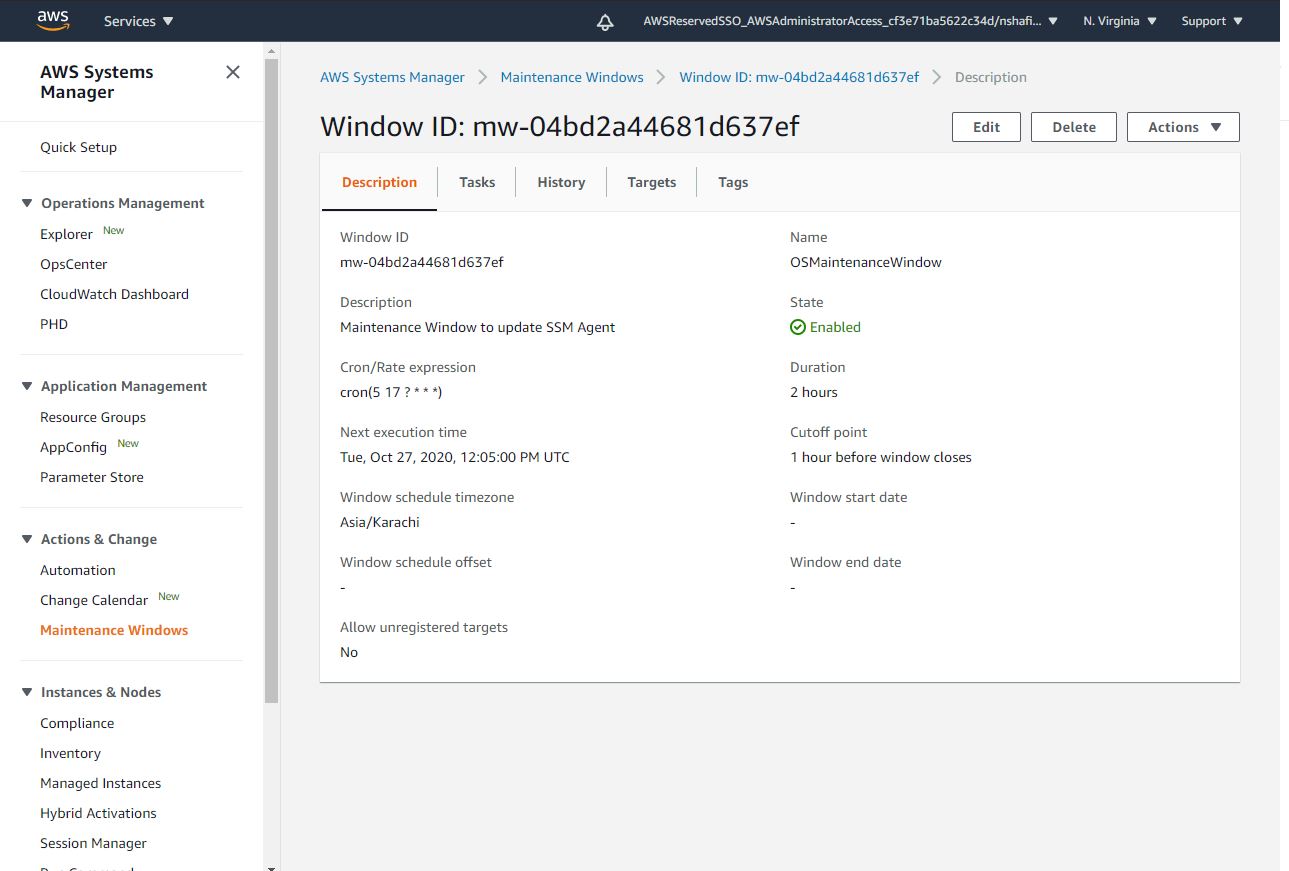 aws
Services
AWSReservedSSO_AWSAdministratorAccess_cf3e71ba5622c34d/nshafi...
N. Virginia
Support
AWS Systems
Manager
Quick Setup
Operations Management
Explorer New
OpsCenter
CloudWatch Dashboard
PHD
Application Management
Resource Groups
AppConfig New
Parameter Store
Actions & Change
Automation
Change Calendar New
Maintenance Windows
Instances & Nodes
Compliance
Inventory
Managed Instances
Hybrid Activations
Session Manager
AWS Systems Manager > Maintenance Windows > Window ID: mw-04bd2a44681d637ef > Description
Window ID: mw-04bd2a44681d637ef
Edit
Delete
Actions
Description
Tasks
History
Targets
Tags
Window ID
mw-04bd2a44681d637ef
Name
OSMaintenanceWindow
Description
Maintenance Window to update SSM Agent
State
Enabled
Cron/Rate expression
cron(5 17 ? * * *)
Duration
2 hours
Next execution time
Tue, Oct 27, 2020, 12:05:00 PM UTC
Cutoff point
1 hour before window closes
Window schedule timezone
Asia/Karachi
Window start date
-
Window schedule offset
-
Window end date
-
Allow unregistered targets
No